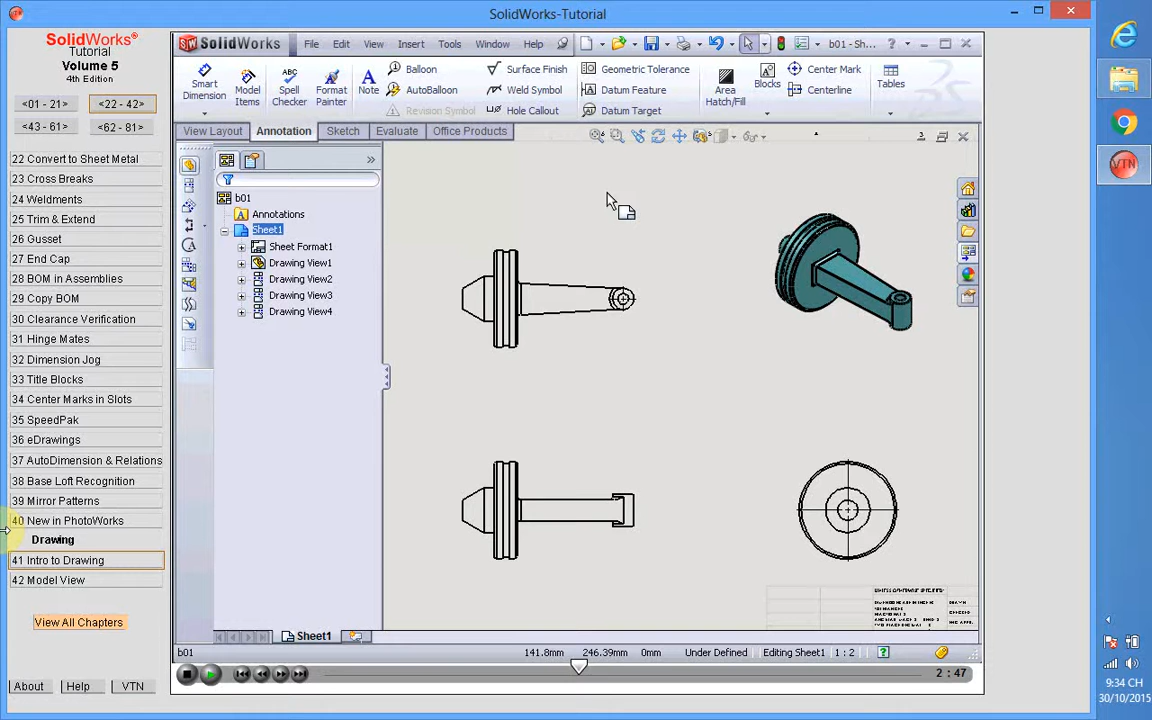 SolidWorks-Tutorial
SolidWorks®
Tutorial
Volume 5
4th Edition
<01 - 21>
<22 - 42>
<43 - 61>
<62 - 81>
22 Convert to Sheet Metal
23 Cross Breaks
24 Weldments
25 Trim & Extend
26 Gusset
27 End Cap
28 BOM in Assemblies
29 Copy BOM
30 Clearance Verification
31 Hinge Mates
32 Dimension Jog
33 Title Blocks
34 Center Marks in Slots
35 SpeedPak
36 eDrawings
37 AutoDimension & Relations
38 Base Loft Recognition
39 Mirror Patterns
40 New in PhotoWorks
Drawing
41 Intro to Drawing
42 Model View
View All Chapters
About
Help
VTN
SolidWorks
File
Edit
View
Insert
Tools
Window
Help
b01 - Sh...
Smart Dimension
Model Items
Spell Checker
Format Painter
Note
Balloon
AutoBalloon
Revision Symbol
Surface Finish
Weld Symbol
Hole Callout
Geometric Tolerance
Datum Feature
Datum Target
Area Hatch/Fill
Blocks
Center Mark
Centerline
Tables
View Layout
Annotation
Sketch
Evaluate
Office Products
b01
Annotations
Sheet1
Sheet Format1
Drawing View1
Drawing View2
Drawing View3
Drawing View4
Sheet1
b01
141.8mm
246.39mm
0mm
Under Defined
Editing Sheet1
1 : 2
2 : 47
VTN
9:34 CH
30/10/2015